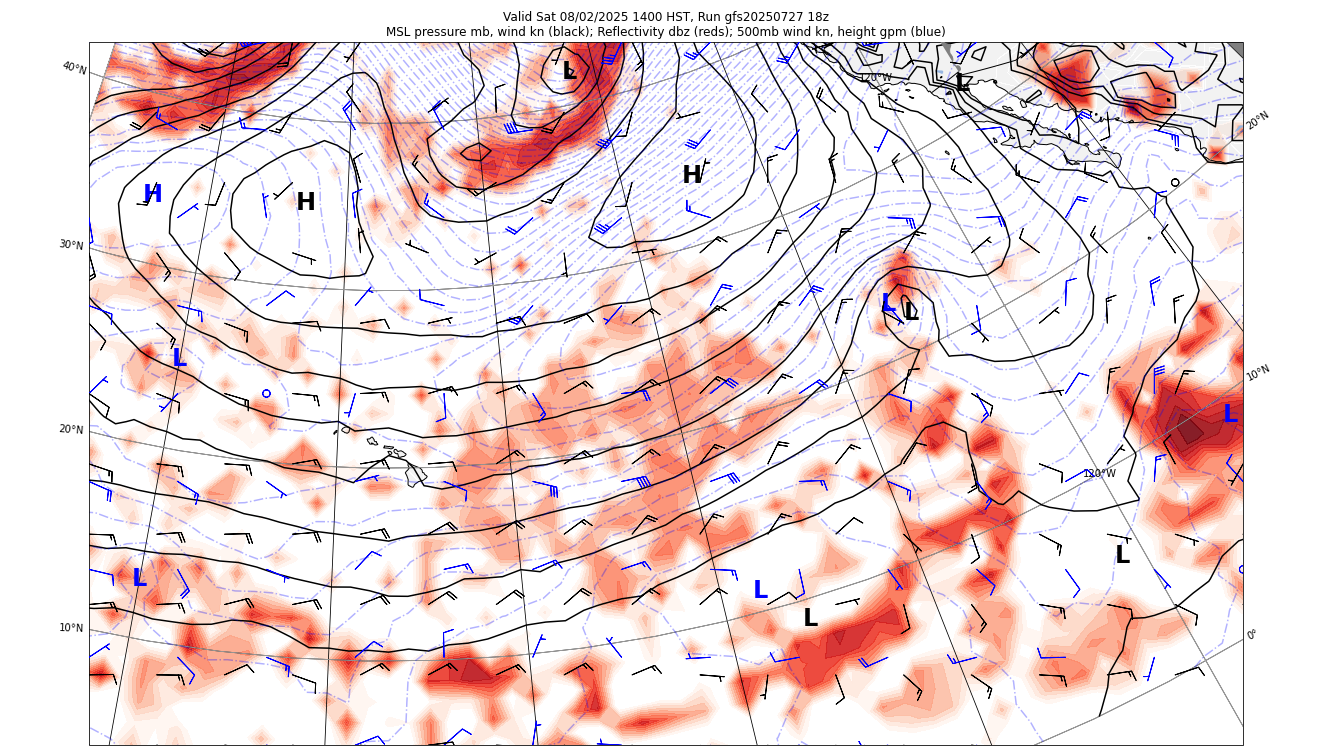 Valid Sat 08/02/2025 1400 HST, Run gfs20250727 18z
MSL pressure mb, wind kn (black); Reflectivity dbz (reds); 500mb wind kn, height gpm (blue)
40°N
L
120°W
L
20°N
H
H
H
30°N
L
L
L
10°N
L
20°N
120°W
L
L
L
L
10°N
0°